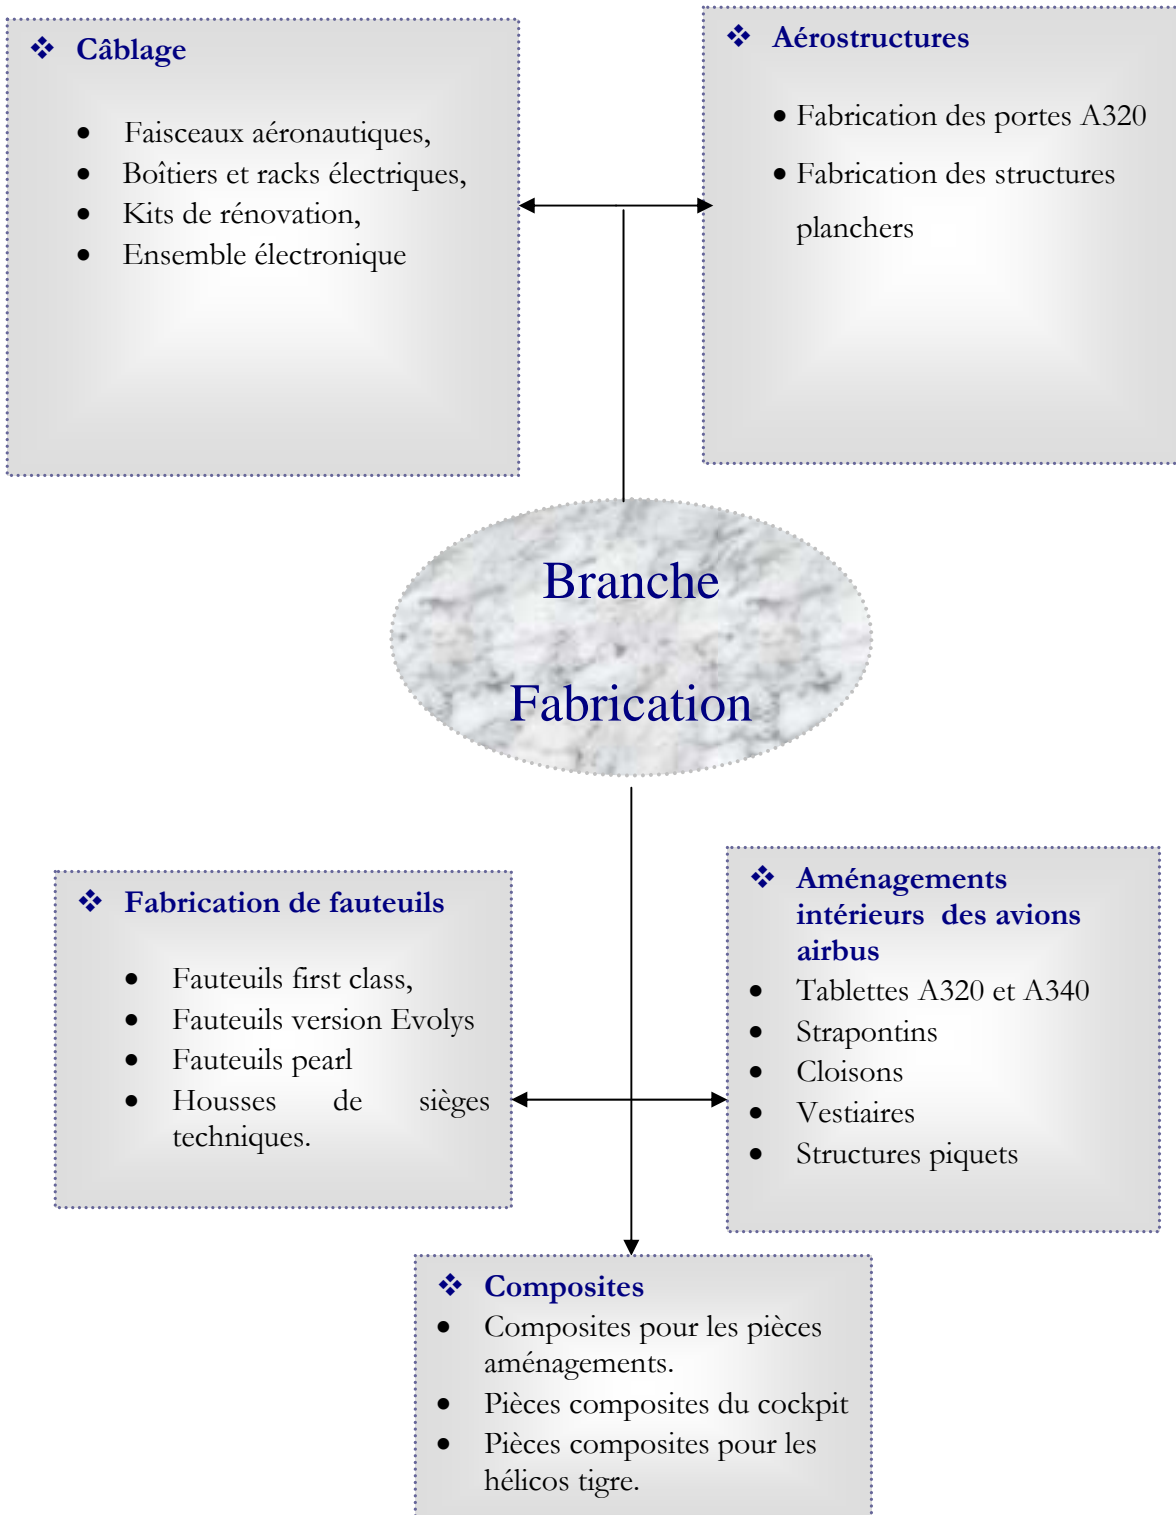 ❖ Câblage
• Faisceaux aéronautiques,
• Boîtiers et racks électriques,
• Kits de rénovation,
• Ensemble électronique
❖ Aérostructures
• Fabrication des portes A320
• Fabrication des structures
planchers
Branche
Fabrication
❖ Fabrication de fauteuils
• Fauteuils first class,
• Fauteuils version Evolys
• Fauteuils pearl
• Housses de sièges
techniques.
❖ Aménagements
intérieurs des avions
airbus
• Tablettes A320 et A340
• Strapontins
• Cloisons
• Vestiaires
• Structures piquets
❖ Composites
• Composites pour les pièces
aménagements.
• Pièces composites du cockpit
• Pièces composites pour les
hélicos tigre.